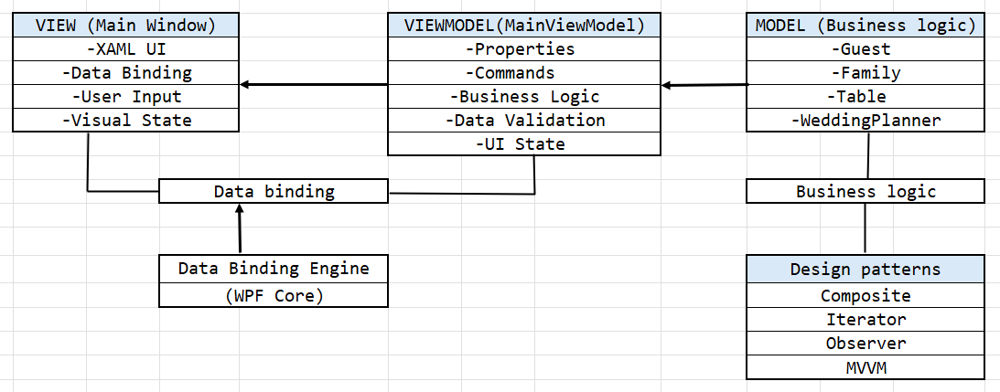 VIEW (Main Window)
-XAML UI
-Data Binding
-User Input
-Visual State
VIEWMODEL(MainViewModel)
-Properties
-Commands
-Business Logic
-Data Validation
-UI State
MODEL (Business logic)
-Guest
-Family
-Table
-WeddingPlanner
Data binding
Data Binding Engine
(WPF Core)
Business logic
Design patterns
Composite
Iterator
Observer
MVVM